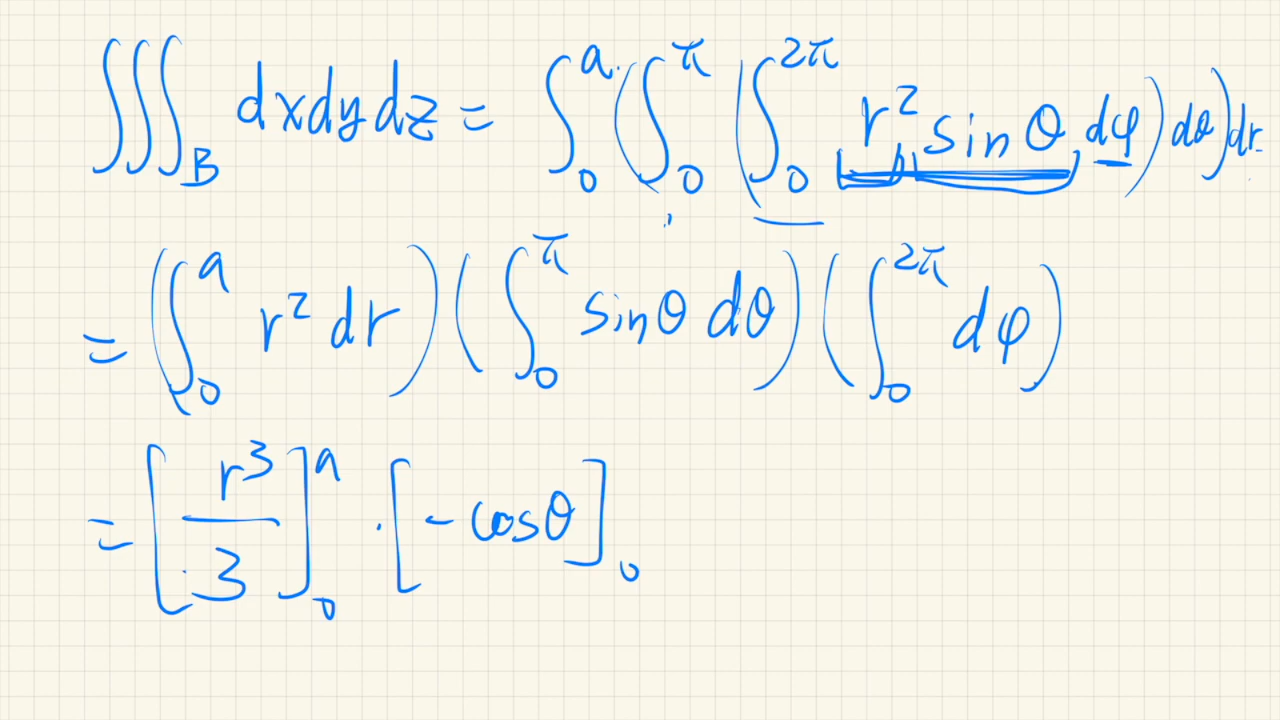 ∭_B dxdydz = ∫_0^a (∫_0^π (∫_0^{2π} r² sinθ dφ) dθ) dr
= (∫_0^a r² dr) (∫_0^π sinθ dθ) (∫_0^{2π} dφ)
= [r³/3]_0^a · [-cosθ]_0